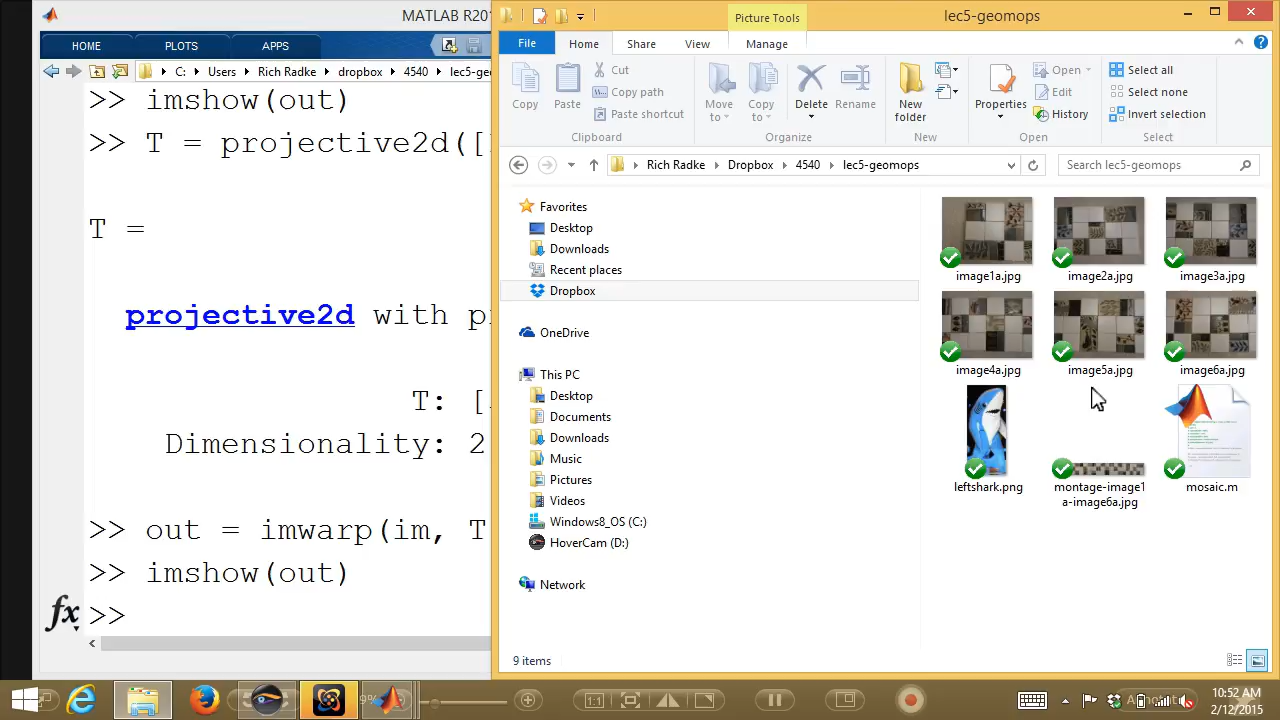 MATLAB R201
HOME
PLOTS
APPS
C:
Users
Rich Radke
dropbox
4540
lec5-ge
>> imshow(out)
>> T = projective2d([
T =
projective2d with p
T: [
Dimensionality: 2
>> out = imwarp(im, T
>> imshow(out)
>>
fx
Picture Tools
lec5-geomops
File
Home
Share
View
Manage
Copy
Paste
Cut
Copy path
Paste shortcut
Clipboard
Move to
Copy to
Delete
Rename
Organize
New folder
New
Properties
Open
Edit
History
Open
Select all
Select none
Invert selection
Select
Rich Radke
Dropbox
4540
lec5-geomops
Search lec5-geomops
Favorites
Desktop
Downloads
Recent places
Dropbox
OneDrive
This PC
Desktop
Documents
Downloads
Music
Pictures
Videos
Windows8_OS (C:)
HoverCam (D:)
Network
image1a.jpg
image2a.jpg
image3a.jpg
image4a.jpg
image5a.jpg
image6a.jpg
leftshark.png
montage-image1
a-image6a.jpg
mosaic.m
9 items
1:1
10:52 AM
2/12/2015